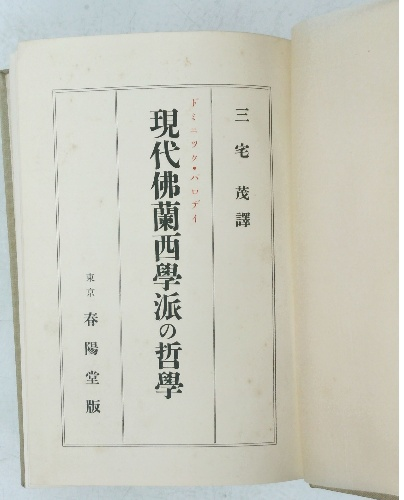 三宅茂譯
ドミニック・パロディ
現代佛蘭西學派の哲學
東京 春陽堂版